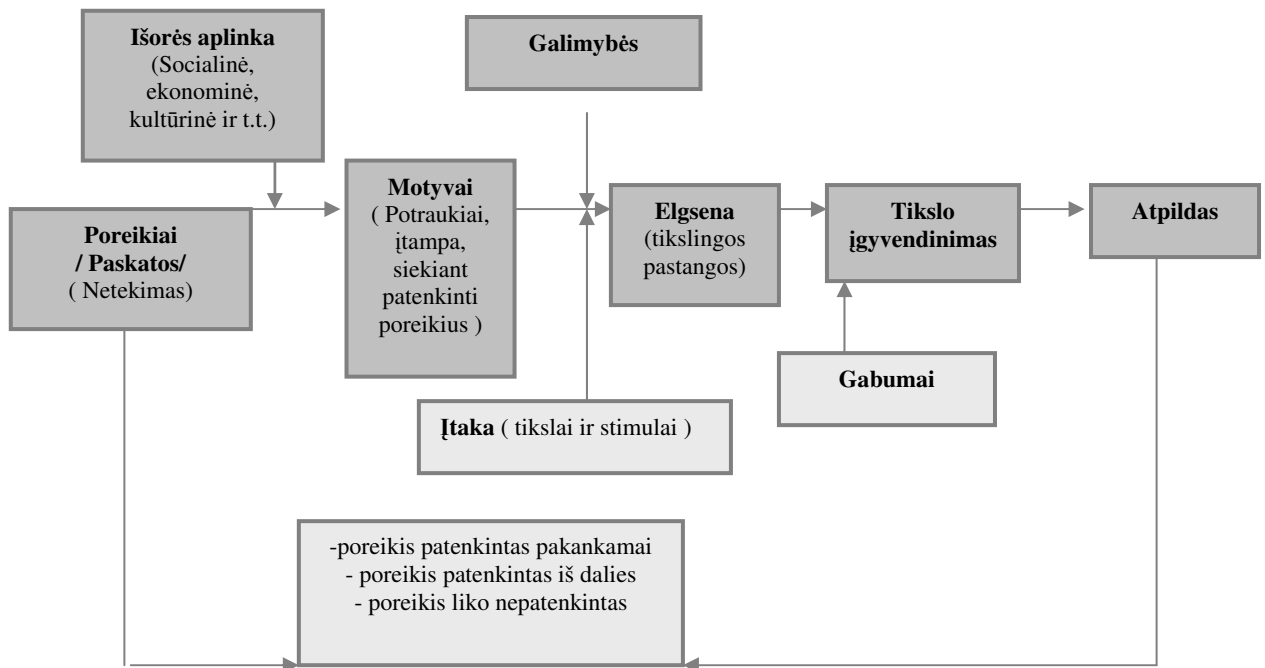 Išorės aplinka
(Socialinė,
ekonominė,
kultūrinė ir t.t.)
Galimybės
Poreikiai
/ Paskatos/
( Netekimas)
Motyvai
( Potraukiai,
įtampa,
siekiant
patenkinti
poreikius )
Elgsena
(tikslingos
pastangos)
Tikslo
įgyvendinimas
Atpildas
Įtaka ( tikslai ir stimulai )
Gabumai
-poreikis patenkintas pakankamai
- poreikis patenkintas iš dalies
- poreikis liko nepatenkintas